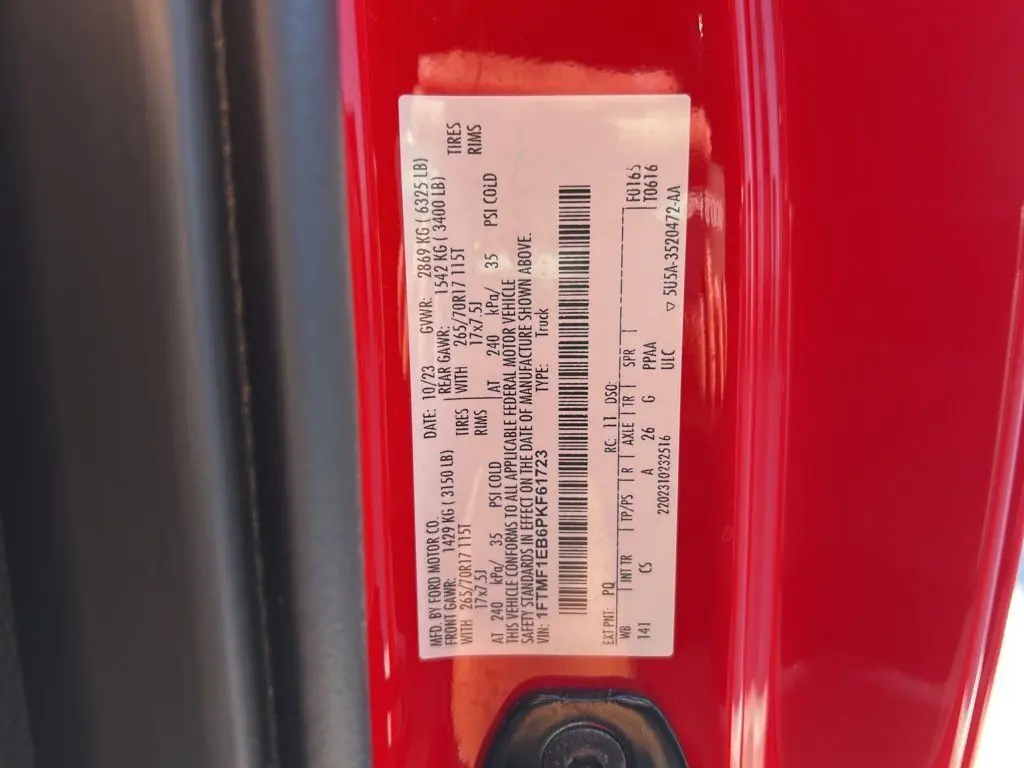 MFD. BY FORD MOTOR CO.
DATE: 10/23 GVWR: 2869 KG ( 6325 LB)
FRONT GAWR: 1429 KG ( 3150 LB) REAR GAWR: 1542 KG ( 3400 LB)
WITH 265/70R17 115T TIRES WITH 265/70R17 115T TIRES
17x7.5J RIMS 17x7.5J RIMS
AT 240 kPa/ 35 PSI COLD AT 240 kPa/ 35 PSI COLD
THIS VEHICLE CONFORMS TO ALL APPLICABLE FEDERAL MOTOR VEHICLE
SAFETY STANDARDS IN EFFECT ON THE DATE OF MANUFACTURE SHOWN ABOVE.
VIN: 1FTMF1EB6PKF61723 TYPE: Truck
EXT PNT: PQ RC: 11 DSO:
WB INT TR TP/PS R AXLE TR SPR F0165
141 CS A 26 G PPAA T0616
ULC
2202310232516 ▽ 5U5A-3520472-AA